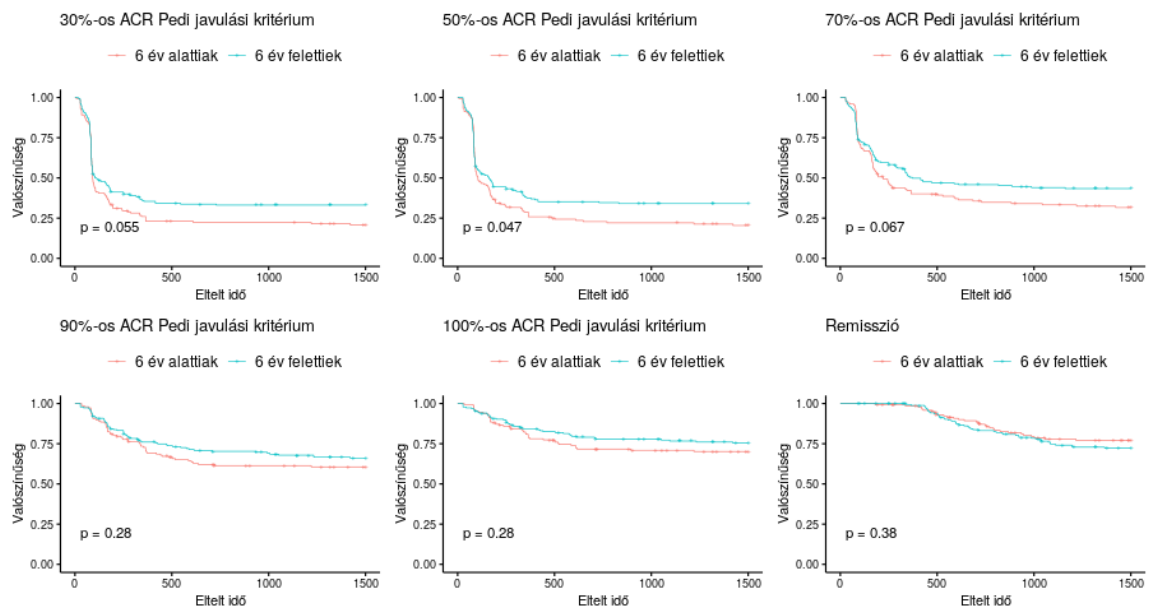 30%-os ACR Pedi javulási kritérium
6 év alattiak 6 év felettiek
Valószínűség
1.00
0.75
0.50
0.25
0.00
p = 0.055
0 500 1000 1500
Eltelt idő
50%-os ACR Pedi javulási kritérium
6 év alattiak 6 év felettiek
Valószínűség
1.00
0.75
0.50
0.25
0.00
p = 0.047
0 500 1000 1500
Eltelt idő
70%-os ACR Pedi javulási kritérium
6 év alattiak 6 év felettiek
Valószínűség
1.00
0.75
0.50
0.25
0.00
p = 0.067
0 500 1000 1500
Eltelt idő
90%-os ACR Pedi javulási kritérium
6 év alattiak 6 év felettiek
Valószínűség
1.00
0.75
0.50
0.25
0.00
p = 0.28
0 500 1000 1500
Eltelt idő
100%-os ACR Pedi javulási kritérium
6 év alattiak 6 év felettiek
Valószínűség
1.00
0.75
0.50
0.25
0.00
p = 0.28
0 500 1000 1500
Eltelt idő
Remisszió
6 év alattiak 6 év felettiek
Valószínűség
1.00
0.75
0.50
0.25
0.00
p = 0.38
0 500 1000 1500
Eltelt idő